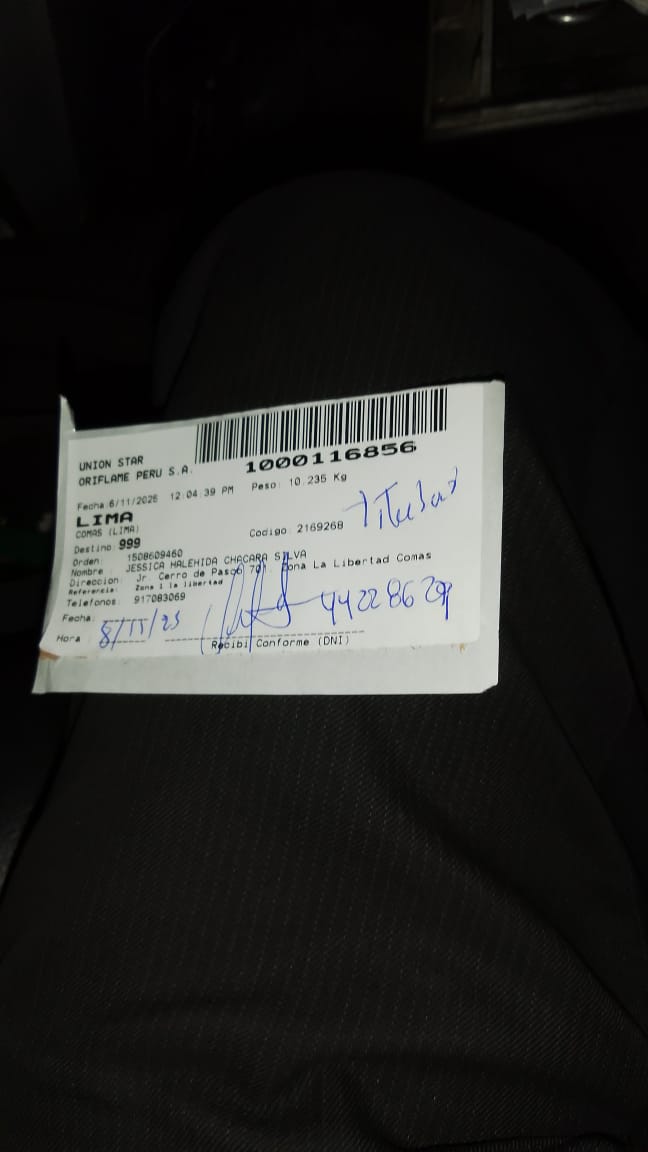 UNION STAR
ORIFLAME PERU S.A.
1000116856
Fecha:6/11/2025 12:04:39 PM Peso: 10.235 Kg
LIMA
COMAS (LIMA)
Destino: 999 Codigo: 2169268
Titular
Orden: 1508609460
Nombre : JESSICA MALEHIDA CHACARA SILVA
Direccion: Jr Cerro de Pasco 701 Zona La Libertad Comas
Referencia: Zona 1 la libertad
Telefonos: 917083069
Fecha:
Hora : 8/11/25
44228629
Recibi Conforme (DNI)